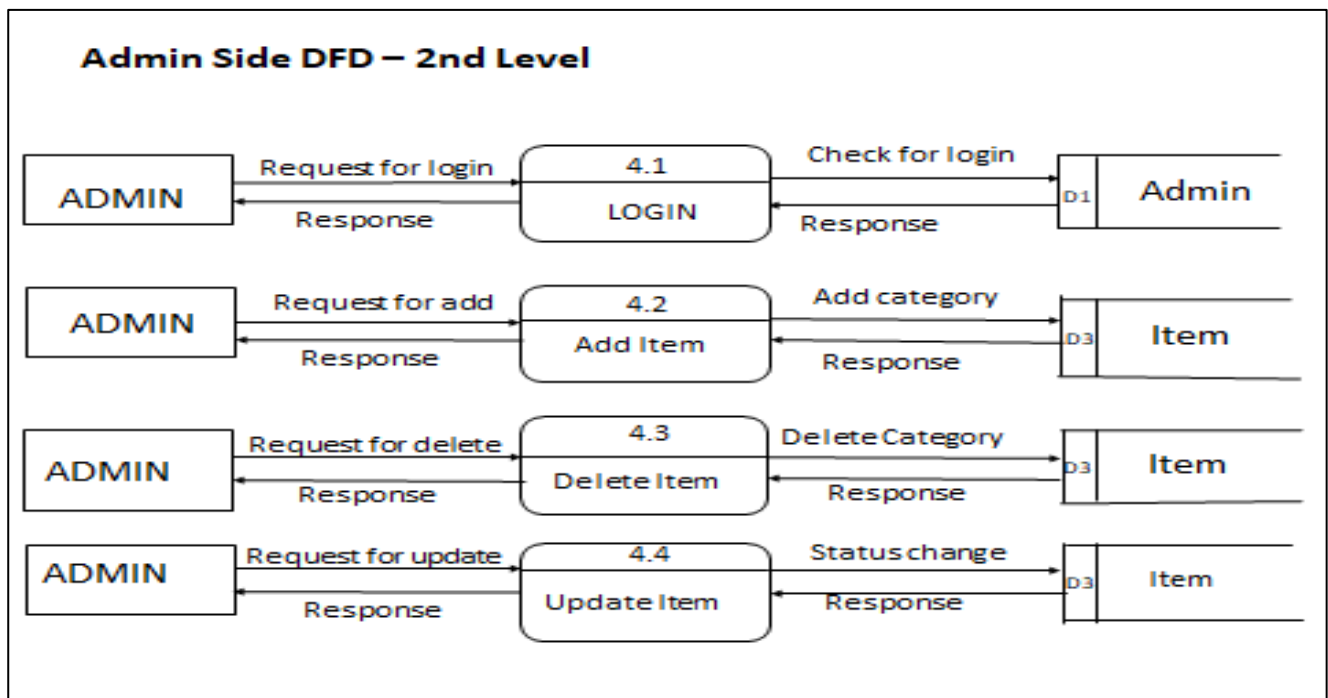 Admin Side DFD – 2nd Level
ADMIN
Request for login
Response
4.1
LOGIN
Check for login
Response
D1
Admin
ADMIN
Request for add
Response
4.2
Add Item
Add category
Response
D3
Item
ADMIN
Request for delete
Response
4.3
Delete Item
Delete Category
Response
D3
Item
ADMIN
Request for update
Response
4.4
Update Item
Status change
Response
D3
Item